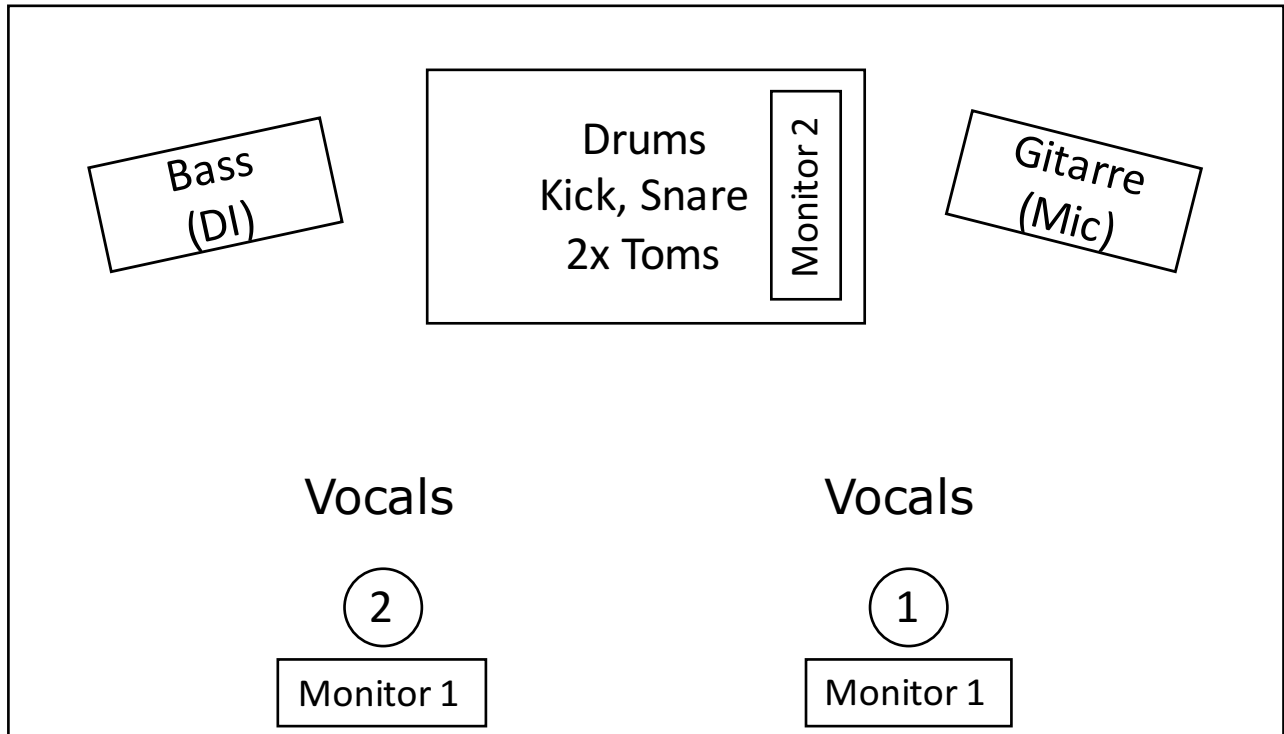 Bass
(DI)
Drums
Kick, Snare
2x Toms
Monitor 2
Gitarre
(Mic)
Vocals
Vocals
2
1
Monitor 1
Monitor 1